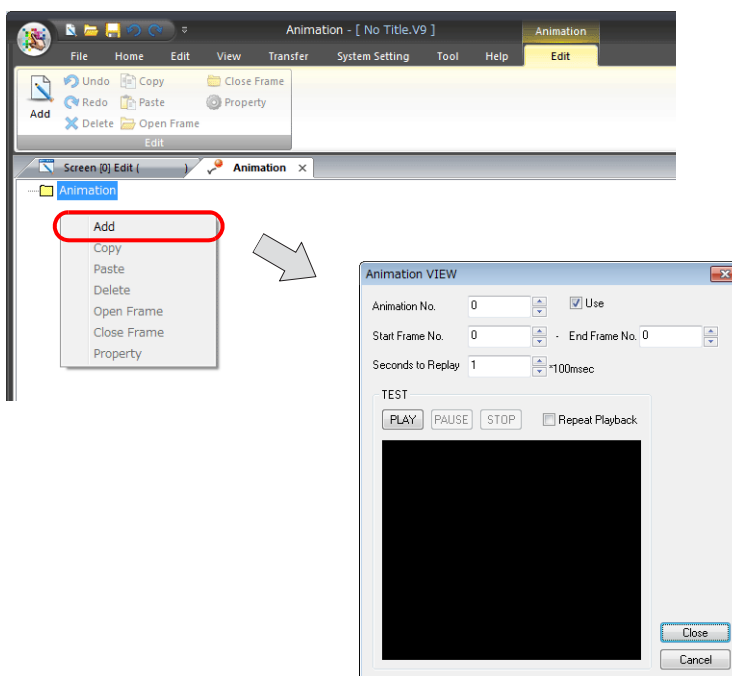 Animation - [ No Title.V9 ]
Animation
File Home Edit View Transfer System Setting Tool Help Edit
Add
Undo Copy Close Frame
Redo Paste Property
Delete Open Frame
Edit
Screen [0] Edit ( ) Animation ×
Animation
Add
Copy
Paste
Delete
Open Frame
Close Frame
Property
Animation VIEW
Animation No. 0 Use
Start Frame No. 0 - End Frame No. 0
Seconds to Replay 1 *100msec
TEST
PLAY PAUSE STOP Repeat Playback
Close
Cancel